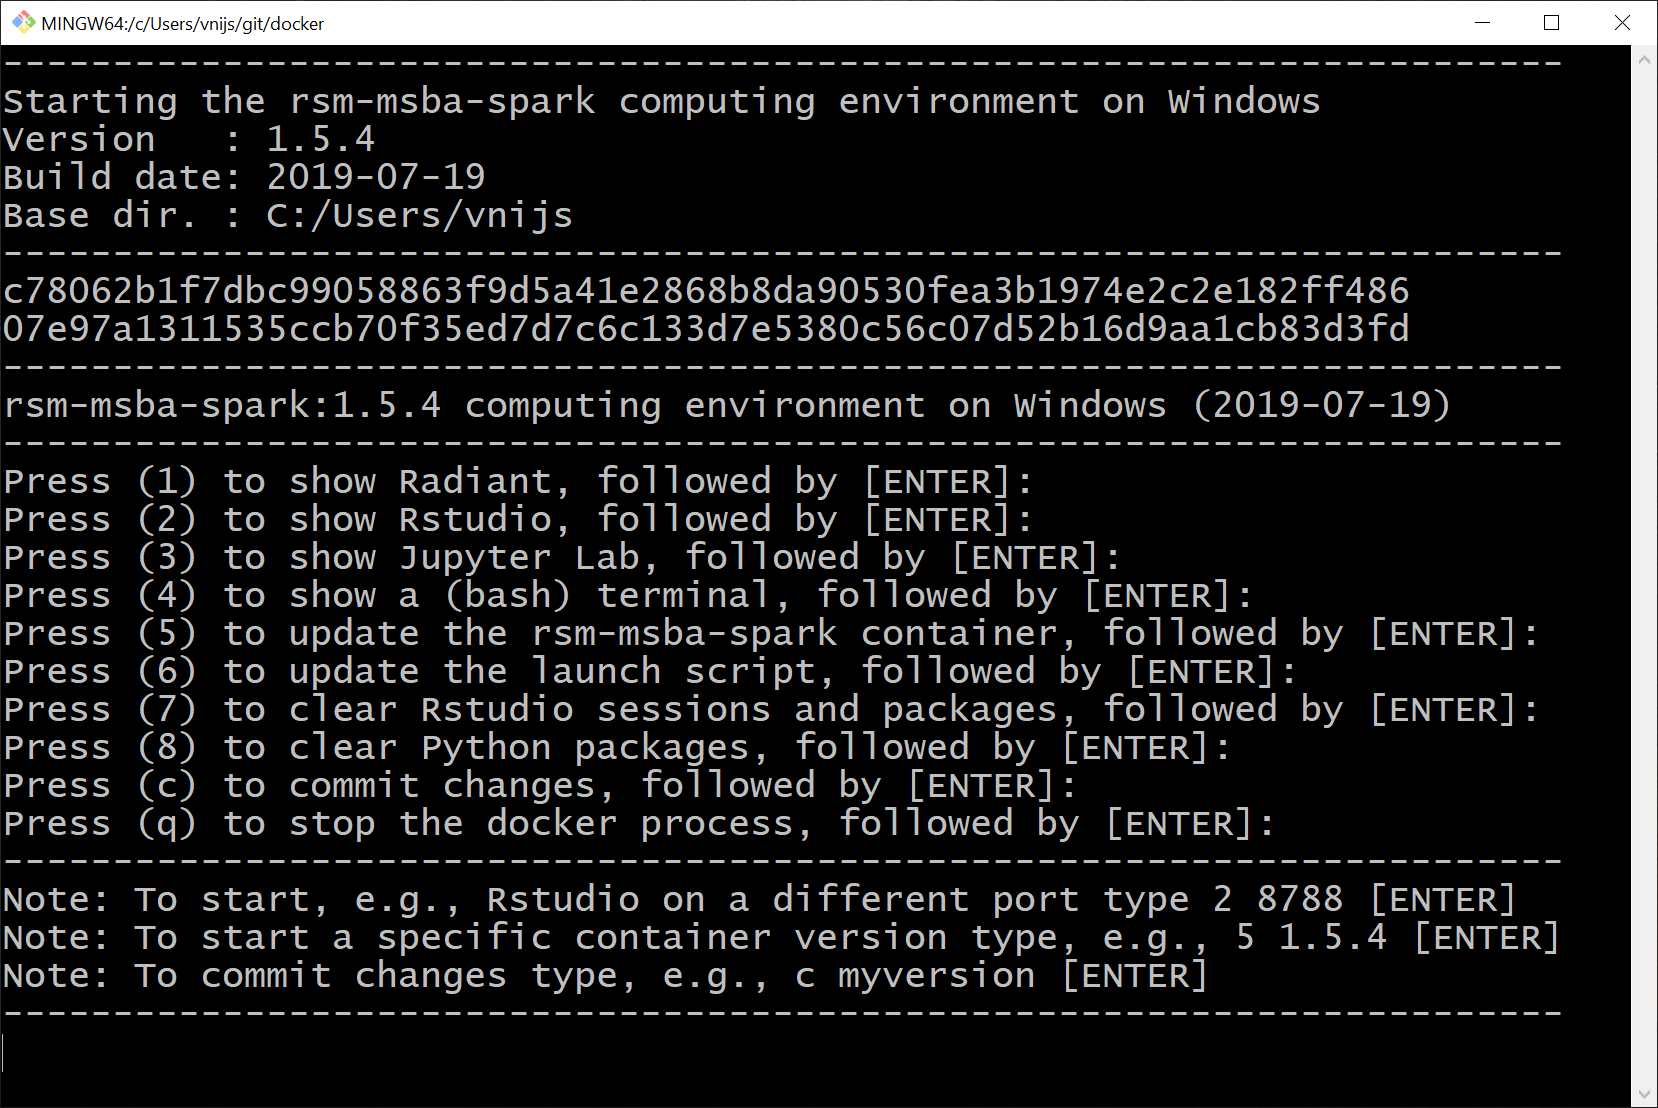 MINGW64:/c/Users/vnijs/git/docker
-----------------------------------------------------------------------
Starting the rsm-msba-spark computing environment on Windows
Version   : 1.5.4
Build date: 2019-07-19
Base dir. : C:/Users/vnijs
-----------------------------------------------------------------------
c78062b1f7dbc99058863f9d5a41e2868b8da90530fea3b1974e2c2e182ff486
07e97a1311535ccb70f35ed7d7c6c133d7e5380c56c07d52b16d9aa1cb83d3fd
-----------------------------------------------------------------------
rsm-msba-spark:1.5.4 computing environment on Windows (2019-07-19)
-----------------------------------------------------------------------
Press (1) to show Radiant, followed by [ENTER]:
Press (2) to show Rstudio, followed by [ENTER]:
Press (3) to show Jupyter Lab, followed by [ENTER]:
Press (4) to show a (bash) terminal, followed by [ENTER]:
Press (5) to update the rsm-msba-spark container, followed by [ENTER]:
Press (6) to update the launch script, followed by [ENTER]:
Press (7) to clear Rstudio sessions and packages, followed by [ENTER]:
Press (8) to clear Python packages, followed by [ENTER]:
Press (c) to commit changes, followed by [ENTER]:
Press (q) to stop the docker process, followed by [ENTER]:
-----------------------------------------------------------------------
Note: To start, e.g., Rstudio on a different port type 2 8788 [ENTER]
Note: To start a specific container version type, e.g., 5 1.5.4 [ENTER]
Note: To commit changes type, e.g., c myversion [ENTER]
-----------------------------------------------------------------------